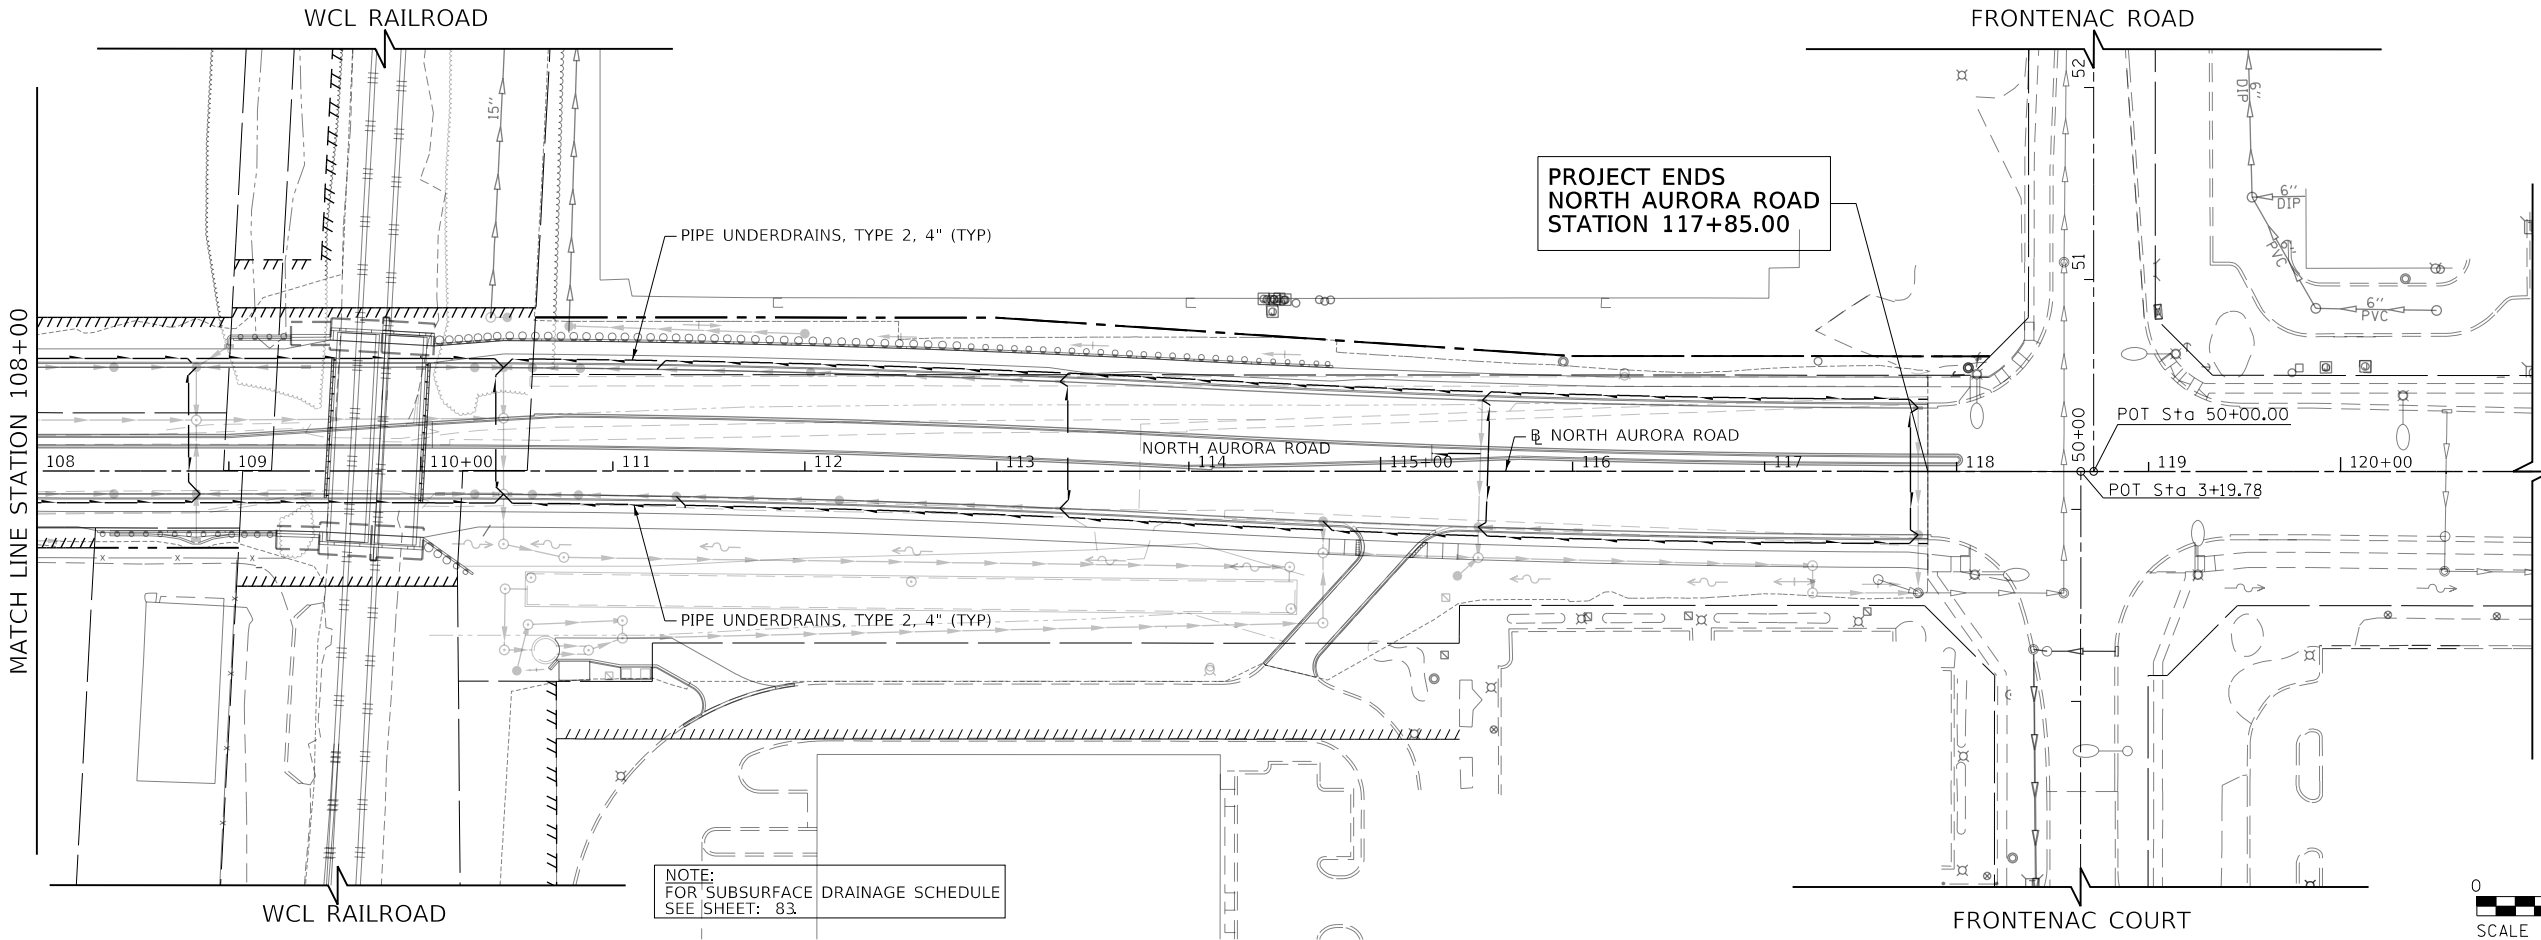 WCL RAILROAD
FRONTENAC ROAD
52
15"
6"
DIP
PROJECT ENDS
NORTH AURORA ROAD
STATION 117+85.00
6"
DIP
PIPE UNDERDRAINS, TYPE 2, 4" (TYP)
6"
PVC
51
6"
PVC
MATCH LINE STATION 108+00
50+00
POT Sta 50+00.00
NORTH AURORA ROAD
℄ NORTH AURORA ROAD
108
109
110+00
111
112
113
114
115+00
116
117
118
119
120+00
POT Sta 3+19.78
PIPE UNDERDRAINS, TYPE 2, 4" (TYP)
NOTE:
FOR SUBSURFACE DRAINAGE SCHEDULE
SEE SHEET: 83.
WCL RAILROAD
FRONTENAC COURT
0
SCALE